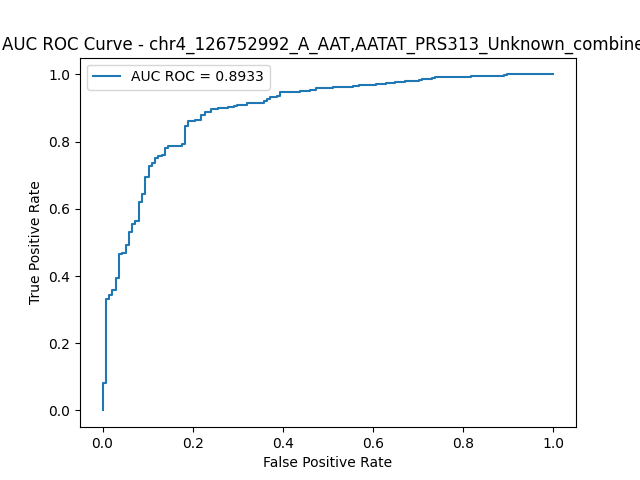 AUC ROC Curve - chr4_126752992_A_AAT,AATAT_PRS313_Unknown_combine
AUC ROC = 0.8933
1.0
0.8
0.6
0.4
0.2
0.0
True Positive Rate
0.0 0.2 0.4 0.6 0.8 1.0
False Positive Rate